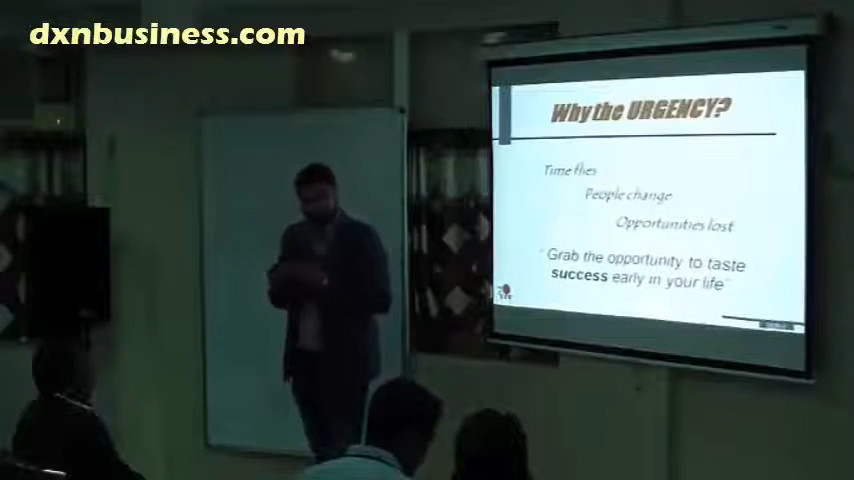 dxnbusiness.com
Why the URGENCY?
Time flies
People change
Opportunities lost
"Grab the opportunity to taste
success early in your life"